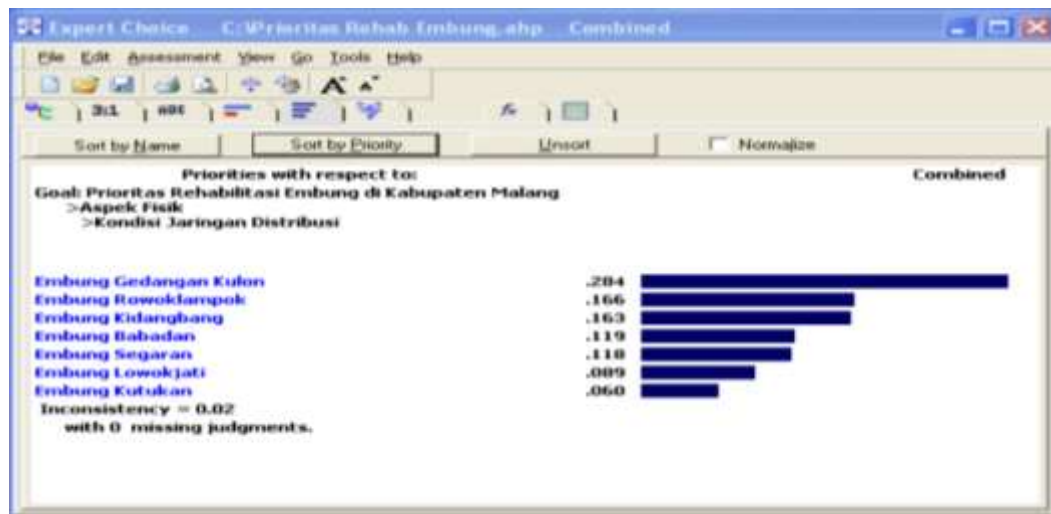 Expert Choice C:\Prioritas Rehab Embung.ahp Combined
File Edit Assessment View Go Tools Help
A A
3:1 ABC
Sort by Name Sort by Priority Unsort Normalize
Priorities with respect to: Combined
Goal: Prioritas Rehabilitasi Embung di Kabupaten Malang
>Aspek Fisik
>Kondisi Jaringan Distribusi
Embung Gedangan Kulon .284
Embung Rowoklampok .166
Embung Kidangbang .163
Embung Babadan .119
Embung Segaran .118
Embung Lowokjati .089
Embung Kutukan .060
Inconsistency = 0.02
with 0 missing judgments.